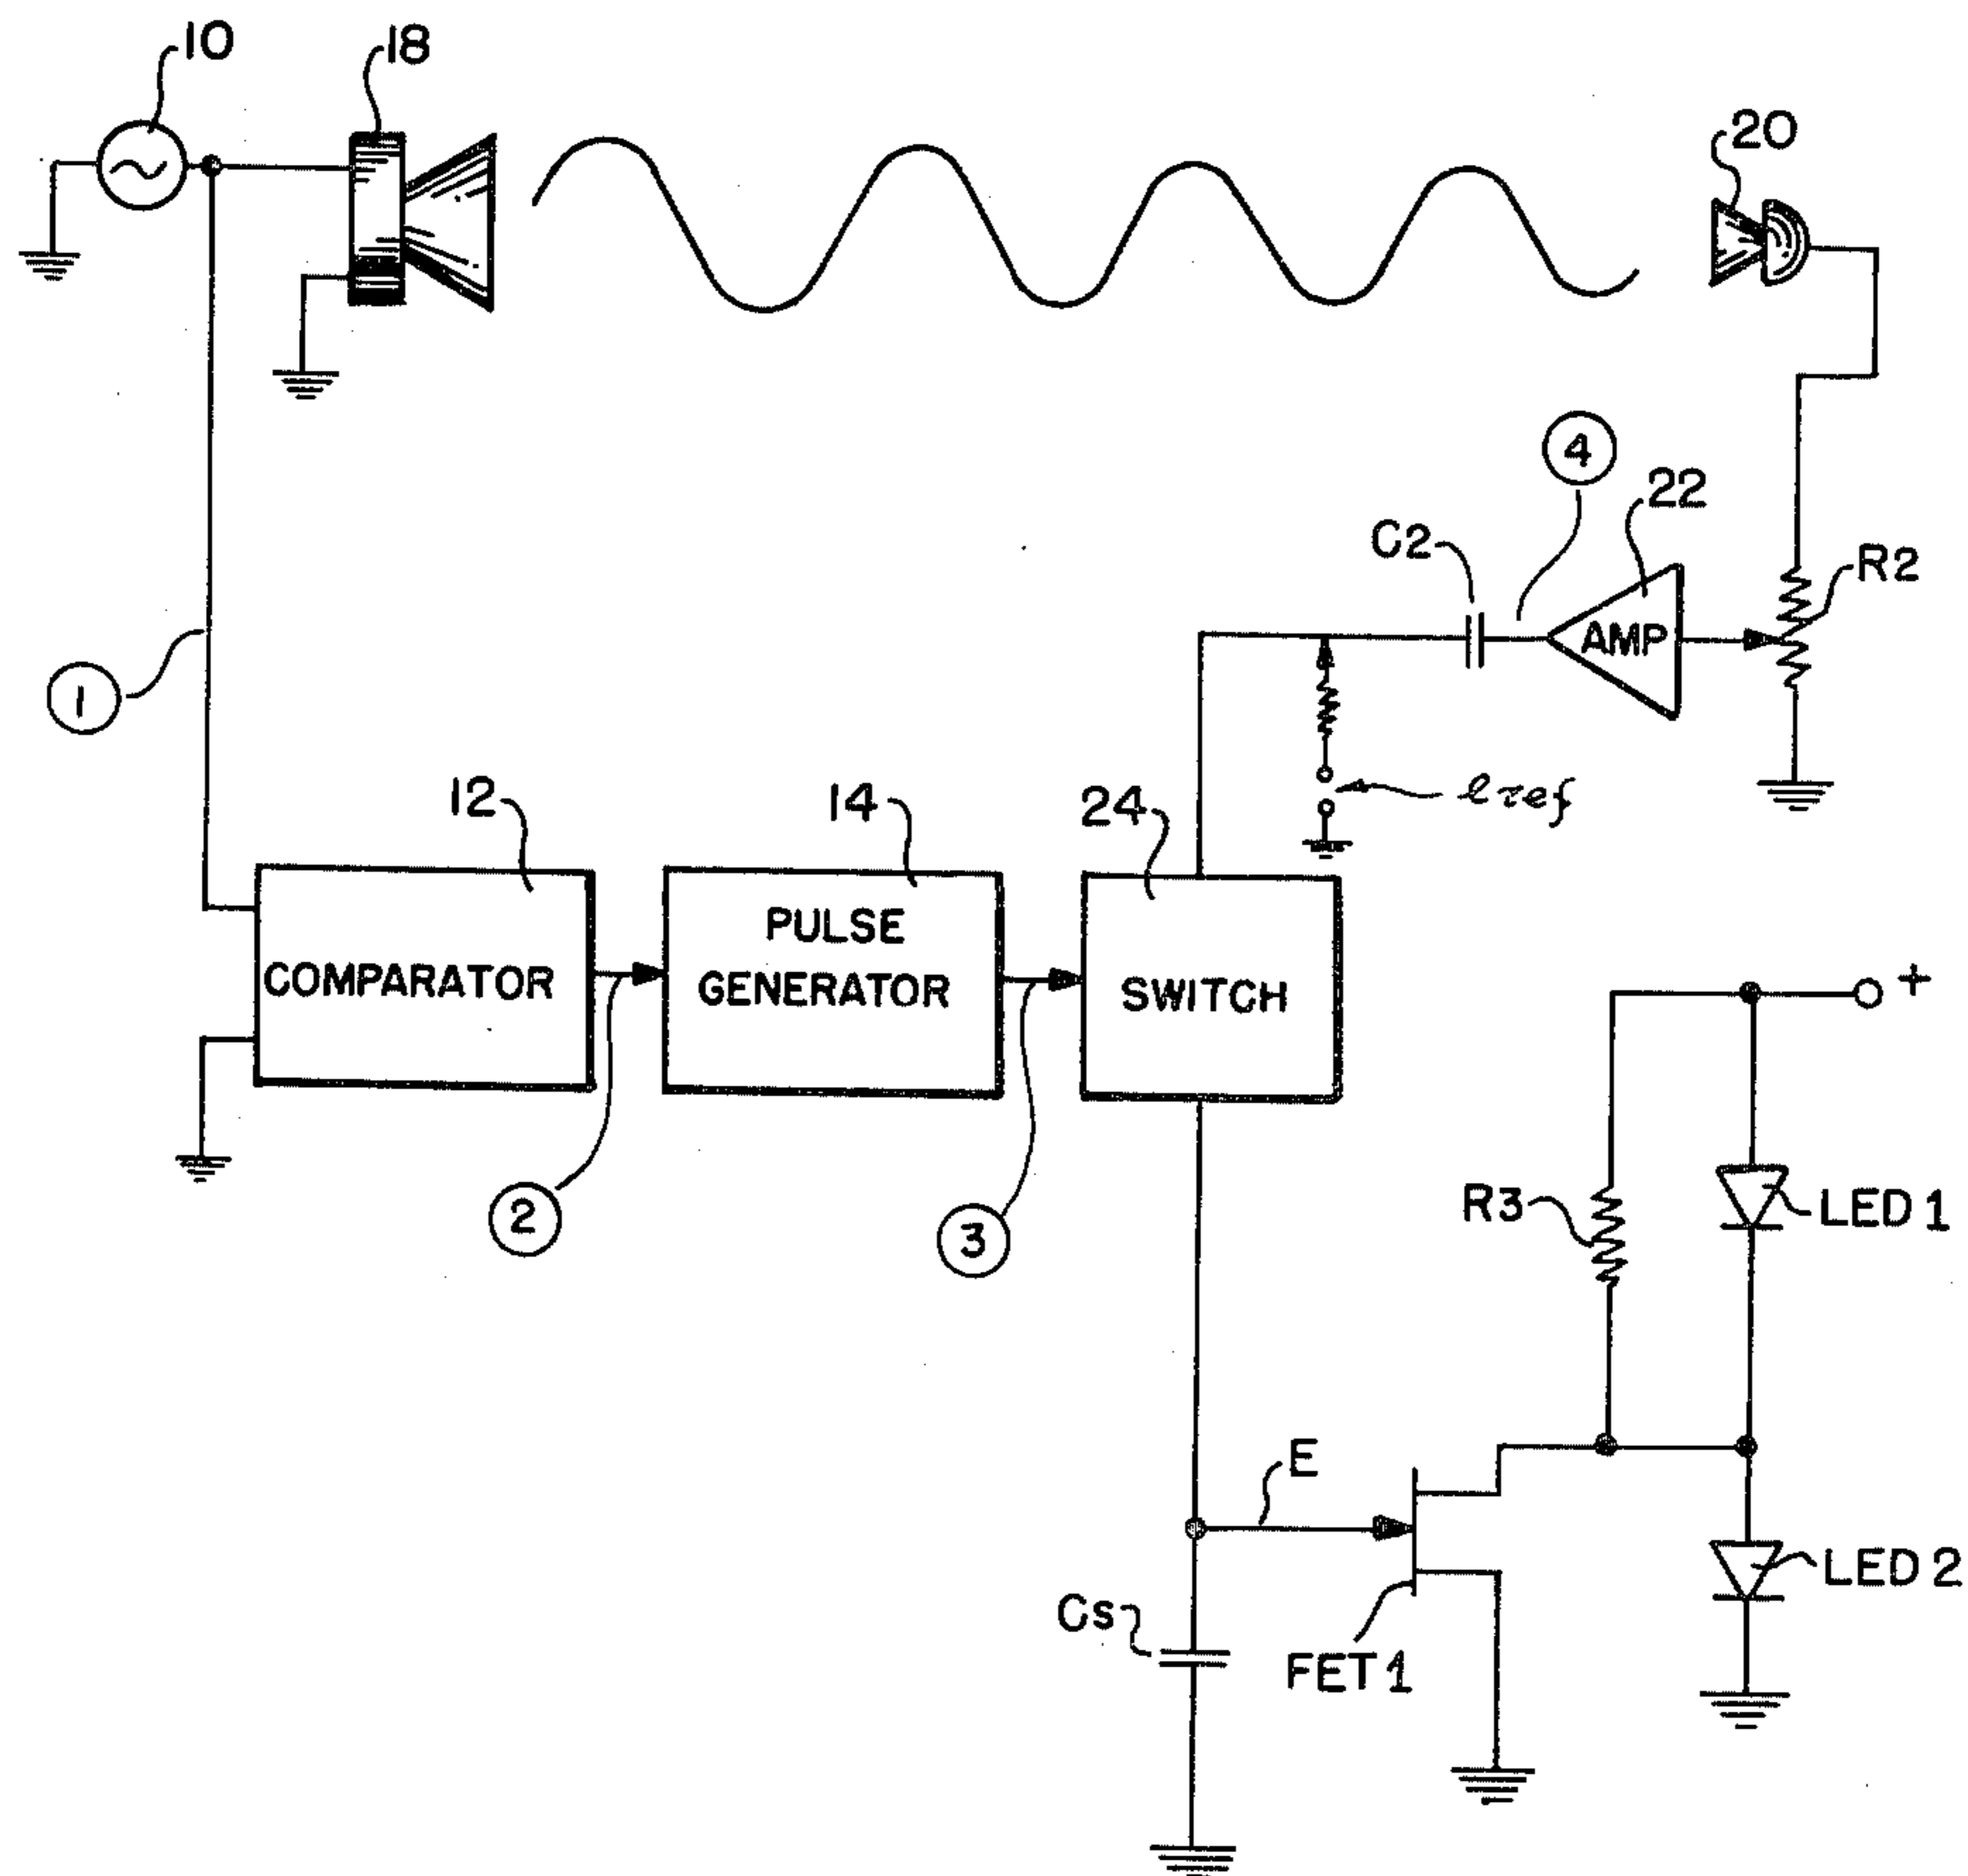 10
18
20
4
22
C2
R2
AMP
1
12
14
24
eref
COMPARATOR
PULSE
GENERATOR
SWITCH
+
2
3
R3
LED 1
E
LED 2
Cs
FET 1